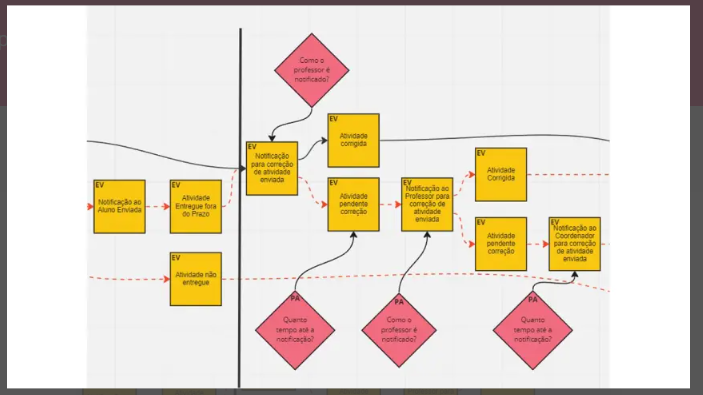 Como o
professor é
notificado?
EV
Atividade
corrigida
EV
Notificação
para correção
de atividade
enviada
EV
Atividade
Corrigida
EV
Notificação ao
Aluno Enviada
EV
Atividade
Entregue fora
do Prazo
EV
Atividade
pendente
correção
EV
Notificação ao
Professor para
correção de
atividade
enviada
EV
Atividade
pendente
correção
EV
Notificação ao
Coordenador
para correção
de atividade
enviada
EV
Atividade não
entregue
PA
Quanto
tempo até a
notificação?
PA
Como o
professor é
notificado?
PA
Quanto
tempo até a
notificação?